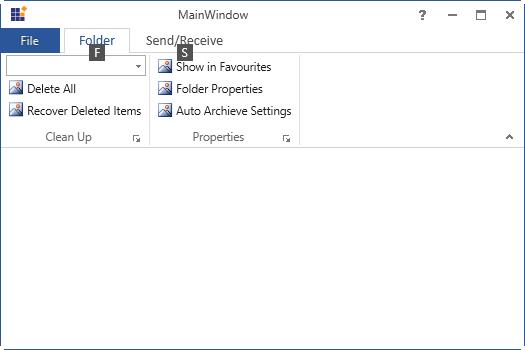 MainWindow
?
File Folder Send/Receive
F S
Show in Favourites
Delete All Folder Properties
Recover Deleted Items Auto Archieve Settings
Clean Up Properties